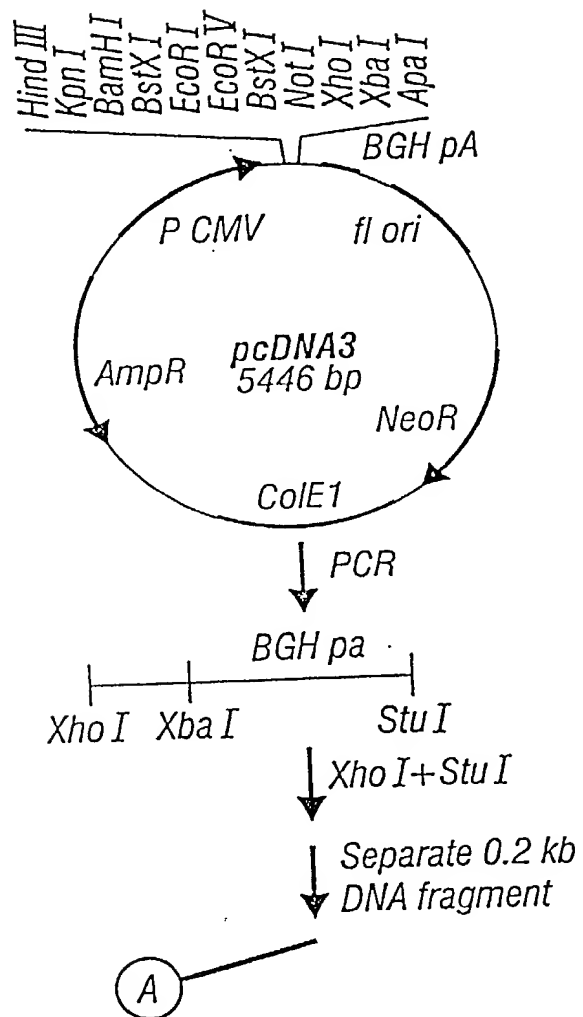 Hind III
Kpn I
BamH I
BstX I
EcoR I
EcoR V
BstX I
Not I
Xho I
Xba I
Apa I
BGH pA
P CMV
fl ori
AmpR
pcDNA3
5446 bp
NeoR
ColE1
PCR
BGH pa
Xho I
Xba I
Stu I
Xho I+Stu I
Separate 0.2 kb
DNA fragment
A